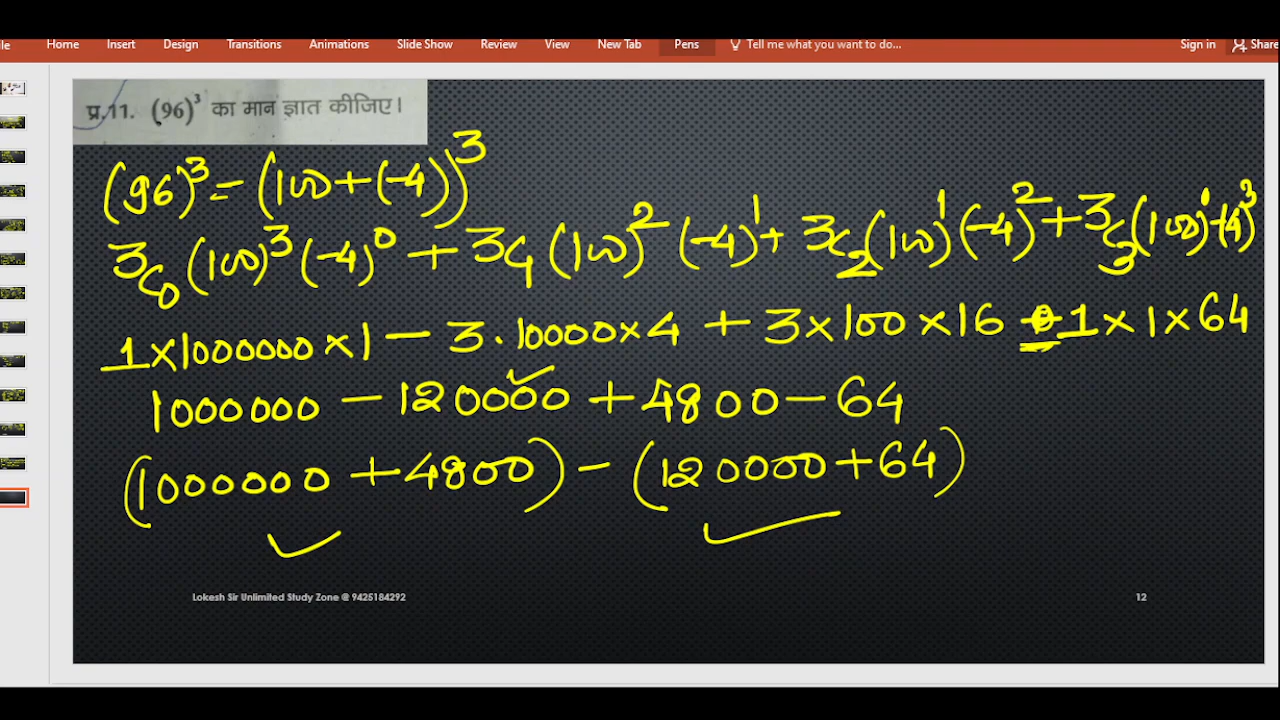 le Home Insert Design Transitions Animations Slide Show Review View New Tab Pens Tell me what you want to do... Sign in Share
प्र.11. (96)³ का मान ज्ञात कीजिए।
(96)³ = (100+(-4))³
3c₀(100)³(-4)⁰ + 3c₁(100)²(-4)¹ + 3c₂(100)¹(-4)² + 3c₃(100)⁰(-4)³
1×1000000×1 - 3.10000×4 + 3×100×16 - 1×1×64
1000000 - 120000 + 4800 - 64
(1000000 + 4800) - (120000 + 64)
Lokesh Sir Unlimited Study Zone @ 9425184292 12